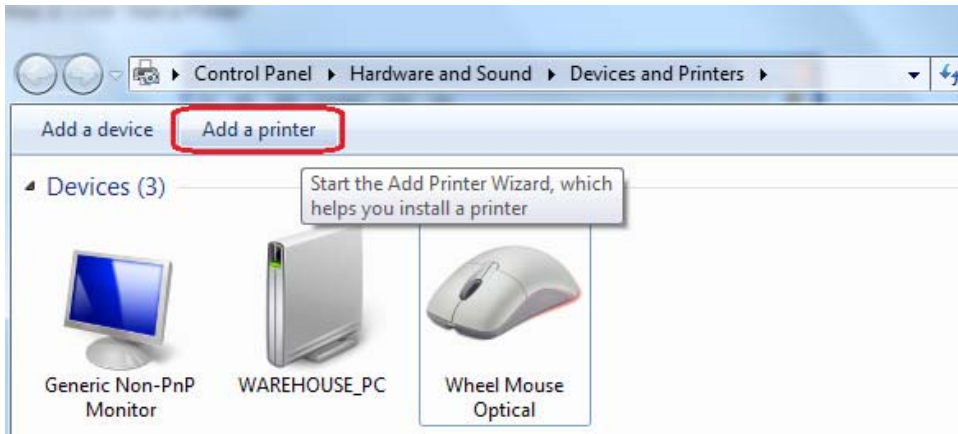 Control Panel ▸ Hardware and Sound ▸ Devices and Printers ▸
Add a device Add a printer
Devices (3)
Start the Add Printer Wizard, which
helps you install a printer
Generic Non-PnP
Monitor
WAREHOUSE_PC
Wheel Mouse
Optical